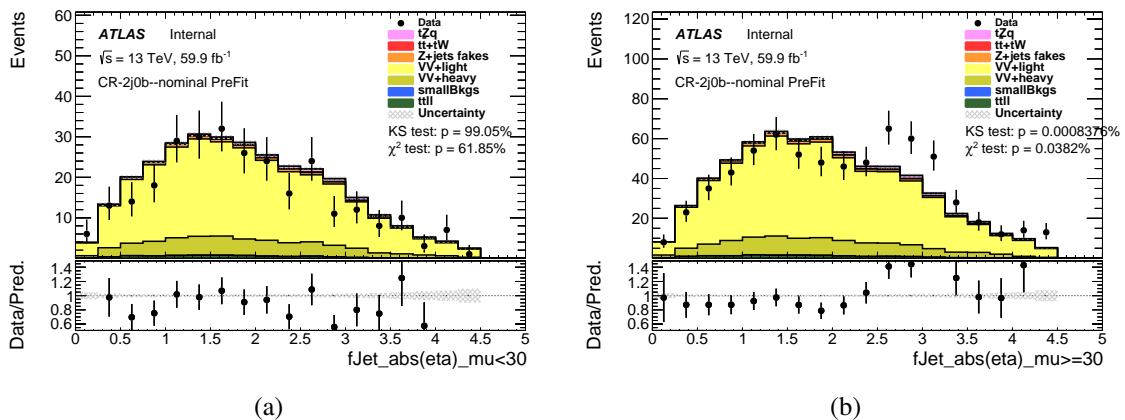 Events
60
50
40
30
20
10
ATLAS Internal
√s = 13 TeV, 59.9 fb⁻¹
CR-2j0b--nominal PreFit
Data
tZq
tt+tW
Z+jets fakes
VV+light
VV+heavy
smallBkgs
ttll
Uncertainty
KS test: p = 99.05%
χ² test: p = 61.85%
Data/Pred.
1.4
1.2
1
0.8
0.6
0 0.5 1 1.5 2 2.5 3 3.5 4 4.5 5
fJet_abs(eta)_mu<30
(a)
Events
120
100
80
60
40
20
ATLAS Internal
√s = 13 TeV, 59.9 fb⁻¹
CR-2j0b--nominal PreFit
Data
tZq
tt+tW
Z+jets fakes
VV+light
VV+heavy
smallBkgs
ttll
Uncertainty
KS test: p = 0.0008376%
χ² test: p = 0.0382%
Data/Pred.
1.4
1.2
1
0.8
0.6
0 0.5 1 1.5 2 2.5 3 3.5 4 4.5 5
fJet_abs(eta)_mu>=30
(b)